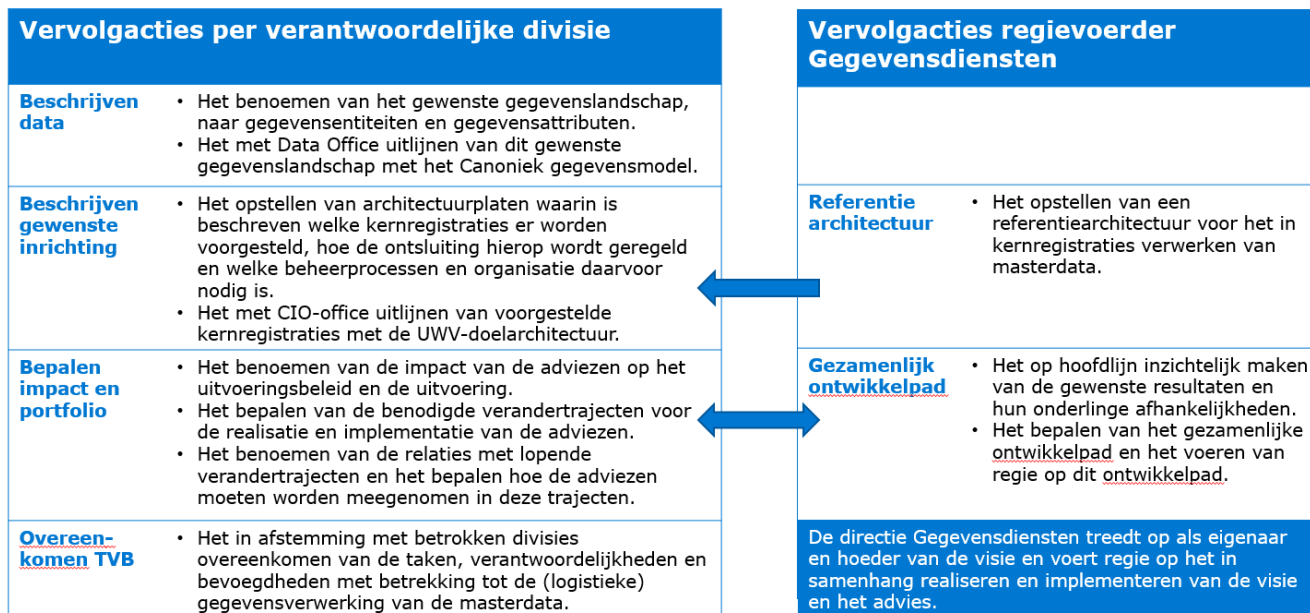 Vervolgacties per verantwoordelijke divisie
Beschrijven
data
• Het benoemen van het gewenste gegevenslandschap,
naar gegevensentiteiten en gegevensattributen.
• Het met Data Office uitlijnen van dit gewenste
gegevenslandschap met het Canoniek gegevensmodel.
Beschrijven
gewenste
inrichting
• Het opstellen van architectuurplaten waarin is
beschreven welke kernregistraties er worden
voorgesteld, hoe de ontsluiting hierop wordt geregeld
en welke beheerprocessen en organisatie daarvoor
nodig is.
• Het met CIO-office uitlijnen van voorgestelde
kernregistraties met de UWV-doelarchitectuur.
Bepalen
impact en
portfolio
• Het benoemen van de impact van de adviezen op het
uitvoeringsbeleid en de uitvoering.
• Het bepalen van de benodigde verandertrajecten voor
de realisatie en implementatie van de adviezen.
• Het benoemen van de relaties met lopende
verandertrajecten en het bepalen hoe de adviezen
moeten worden meegenomen in deze trajecten.
Overeen-
komen TVB
• Het in afstemming met betrokken divisies
overeenkomen van de taken, verantwoordelijkheden en
bevoegdheden met betrekking tot de (logistieke)
gegevensverwerking van de masterdata.
Vervolgacties regievoerder
Gegevensdiensten
Referentie
architectuur
• Het opstellen van een
referentiearchitectuur voor het in
kernregistraties verwerken van
masterdata.
Gezamenlijk
ontwikkelpad
• Het op hoofdlijn inzichtelijk maken
van de gewenste resultaten en
hun onderlinge afhankelijkheden.
• Het bepalen van het gezamenlijke
ontwikkelpad en het voeren van
regie op dit ontwikkelpad.
De directie Gegevensdiensten treedt op als eigenaar
en hoeder van de visie en voert regie op het in
samenhang realiseren en implementeren van de visie
en het advies.